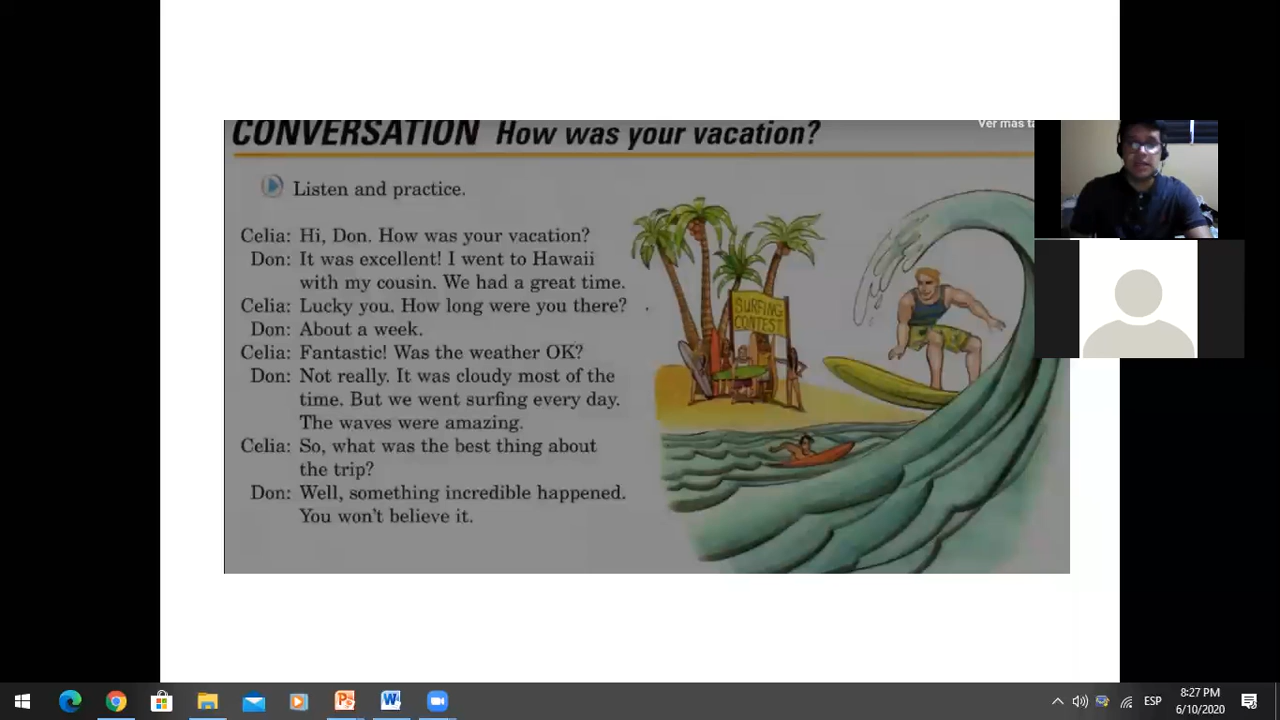 CONVERSATION How was your vacation?
Ver mas ta
Listen and practice.
Celia: Hi, Don. How was your vacation?
Don: It was excellent! I went to Hawaii
with my cousin. We had a great time.
Celia: Lucky you. How long were you there?
Don: About a week.
Celia: Fantastic! Was the weather OK?
Don: Not really. It was cloudy most of the
time. But we went surfing every day.
The waves were amazing.
Celia: So, what was the best thing about
the trip?
Don: Well, something incredible happened.
You won't believe it.
SURFING
CONTEST
ESP
8:27 PM
6/10/2020